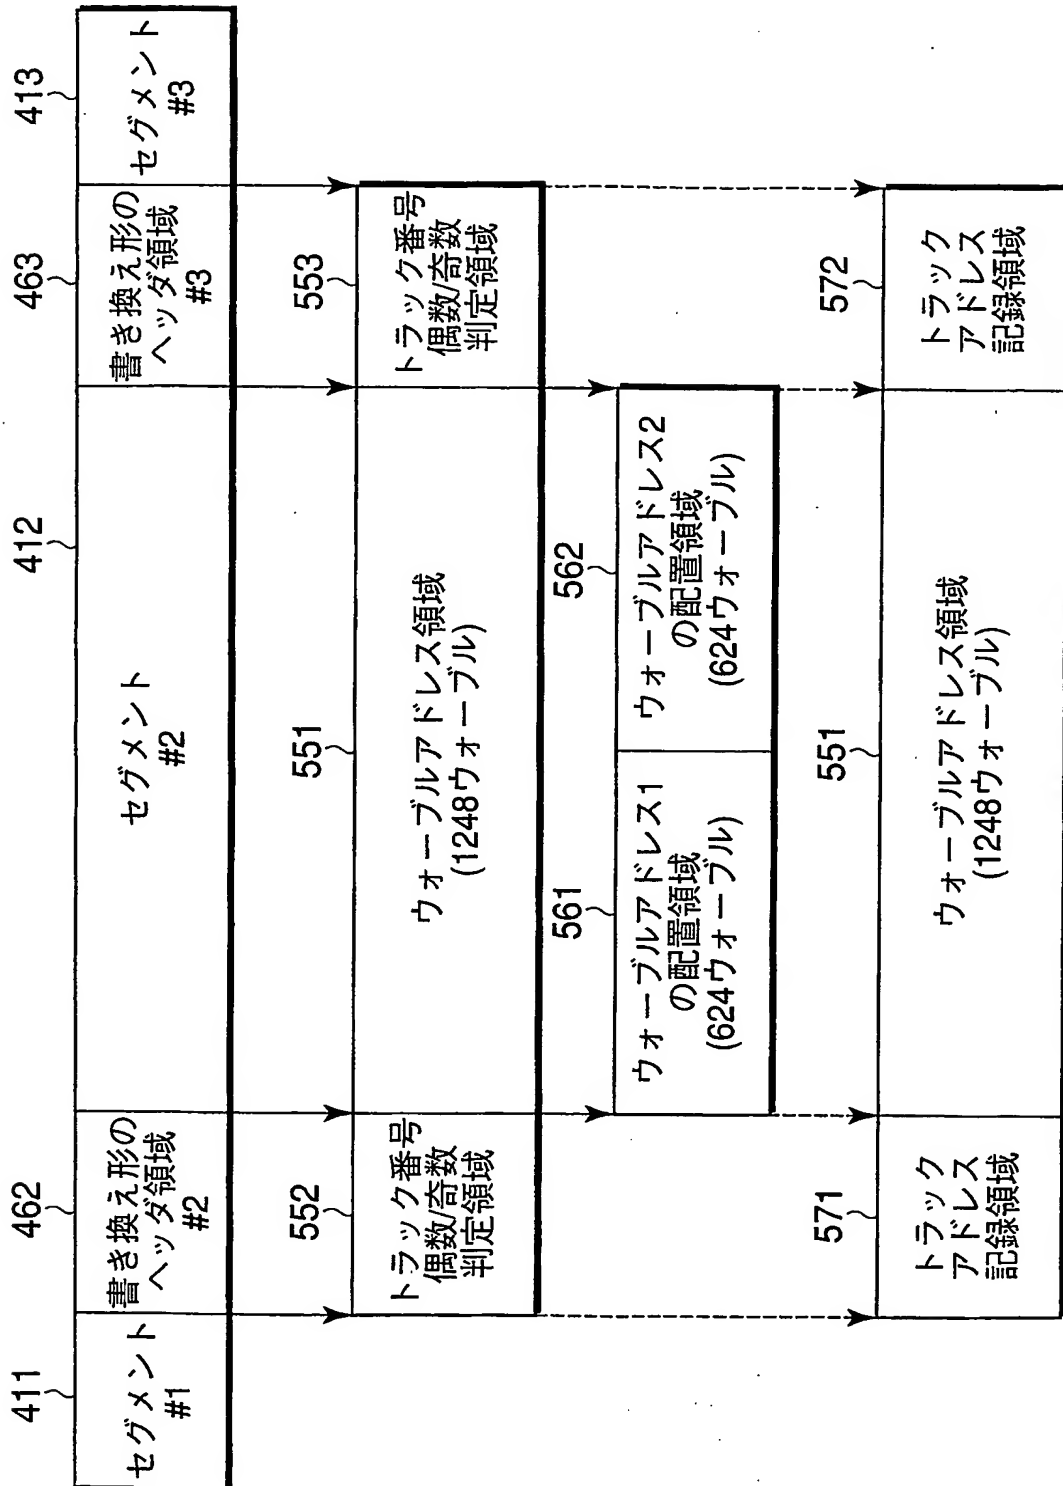 411
462
412
463
413
セグメント
#1
書き換え形の
ヘッダ領域
#2
セグメント
#2
書き換え形の
ヘッダ領域
#3
セグメント
#3
552
551
553
トラック番号
偶数/奇数
判定領域
ウォーブルアドレス領域
(1248ウォーブル)
トラック番号
偶数/奇数
判定領域
561
562
ウォーブルアドレス1
の配置領域
(624ウォーブル)
ウォーブルアドレス2
の配置領域
(624ウォーブル)
571
551
572
トラック
アドレス
記録領域
ウォーブルアドレス領域
(1248ウォーブル)
トラック
アドレス
記録領域